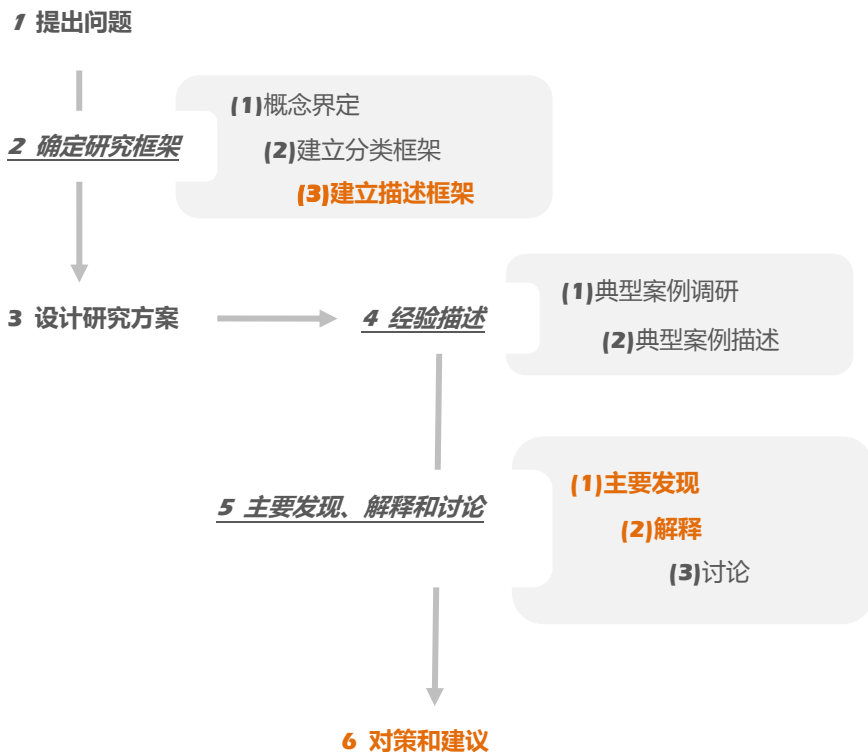 1 提出问题
2 确定研究框架
(1)概念界定
(2)建立分类框架
(3)建立描述框架
3 设计研究方案
4 经验描述
(1)典型案例调研
(2)典型案例描述
5 主要发现、解释和讨论
(1)主要发现
(2)解释
(3)讨论
6 对策和建议